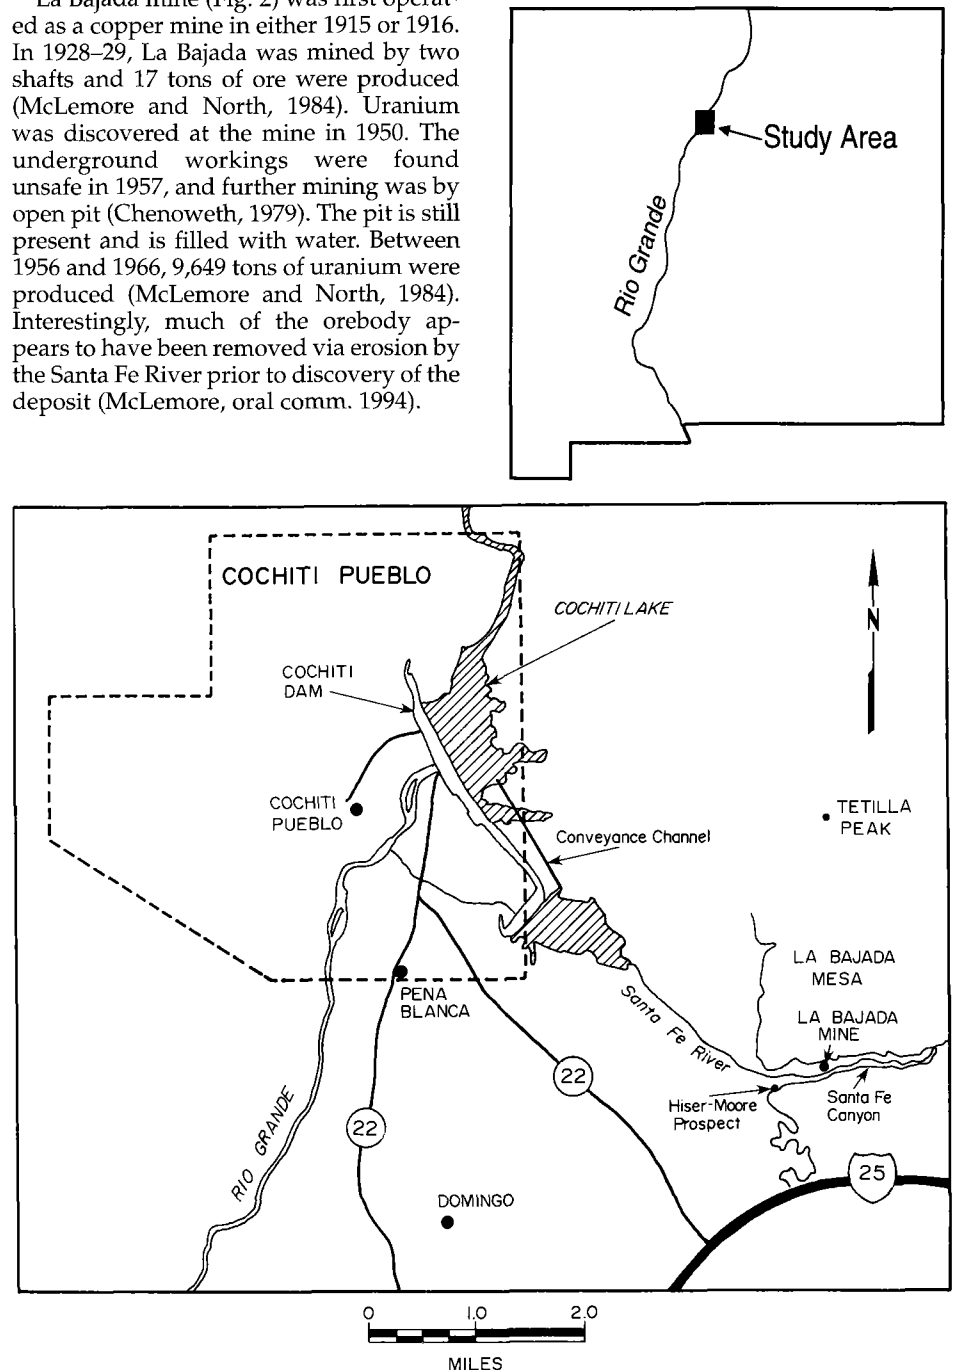 La Bajada mine (Fig. 2) was first operat-
ed as a copper mine in either 1915 or 1916.
In 1928–29, La Bajada was mined by two
shafts and 17 tons of ore were produced
(McLemore and North, 1984). Uranium
was discovered at the mine in 1950. The
underground workings were found
unsafe in 1957, and further mining was by
open pit (Chenoweth, 1979). The pit is still
present and is filled with water. Between
1956 and 1966, 9,649 tons of uranium were
produced (McLemore and North, 1984).
Interestingly, much of the orebody ap-
pears to have been removed via erosion by
the Santa Fe River prior to discovery of the
deposit (McLemore, oral comm. 1994).
Study Area
Rio Grande
COCHITI PUEBLO
COCHITI LAKE
N
COCHITI
DAM
COCHITI
PUEBLO
TETILLA
PEAK
Conveyance Channel
LA BAJADA
MESA
PENA
BLANCA
Santa Fe River
LA BAJADA
MINE
22
Hiser-Moore
Prospect
Santa Fe
Canyon
RIO GRANDE
22
25
DOMINGO
0 1.0 2.0
MILES